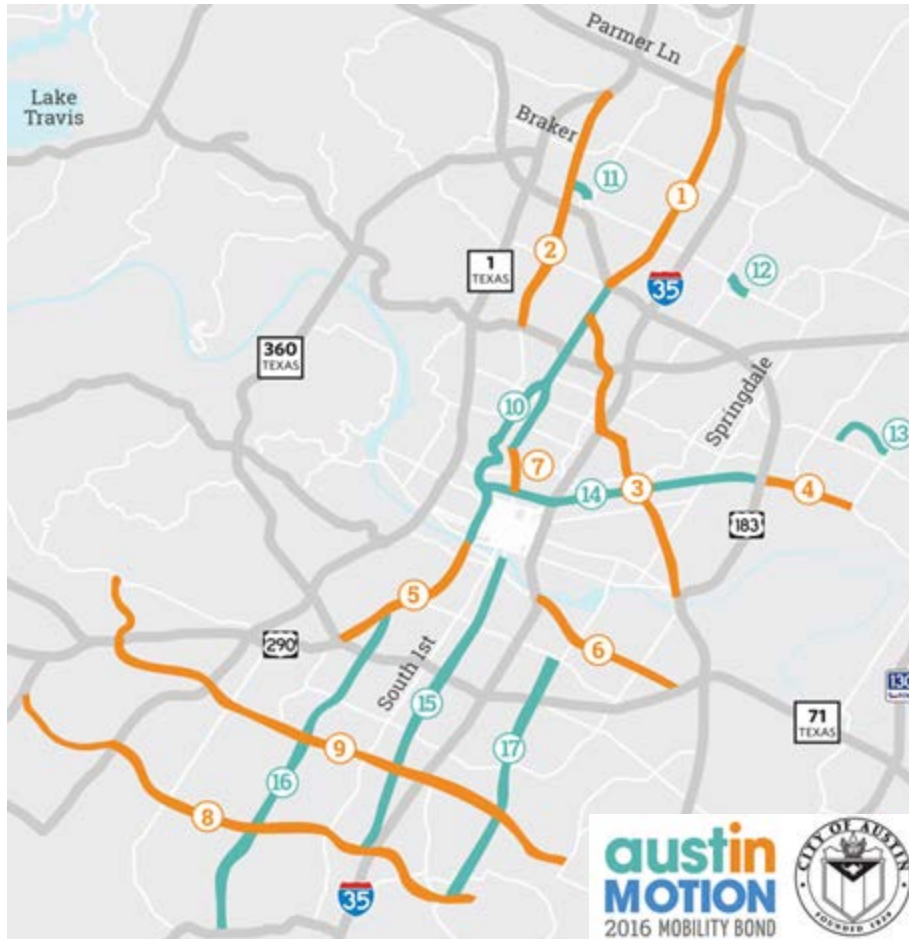 Parmer Ln
Lake
Travis
Braker
11
1
2
12
1
TEXAS
35
360
TEXAS
Springdale
10
13
7
3
14
4
183
5
6
290
South 1st
15
130
71
TEXAS
9
17
16
8
35
austin
MOTION
2016 MOBILITY BOND
CITY OF AUSTIN
FOUNDED 1839